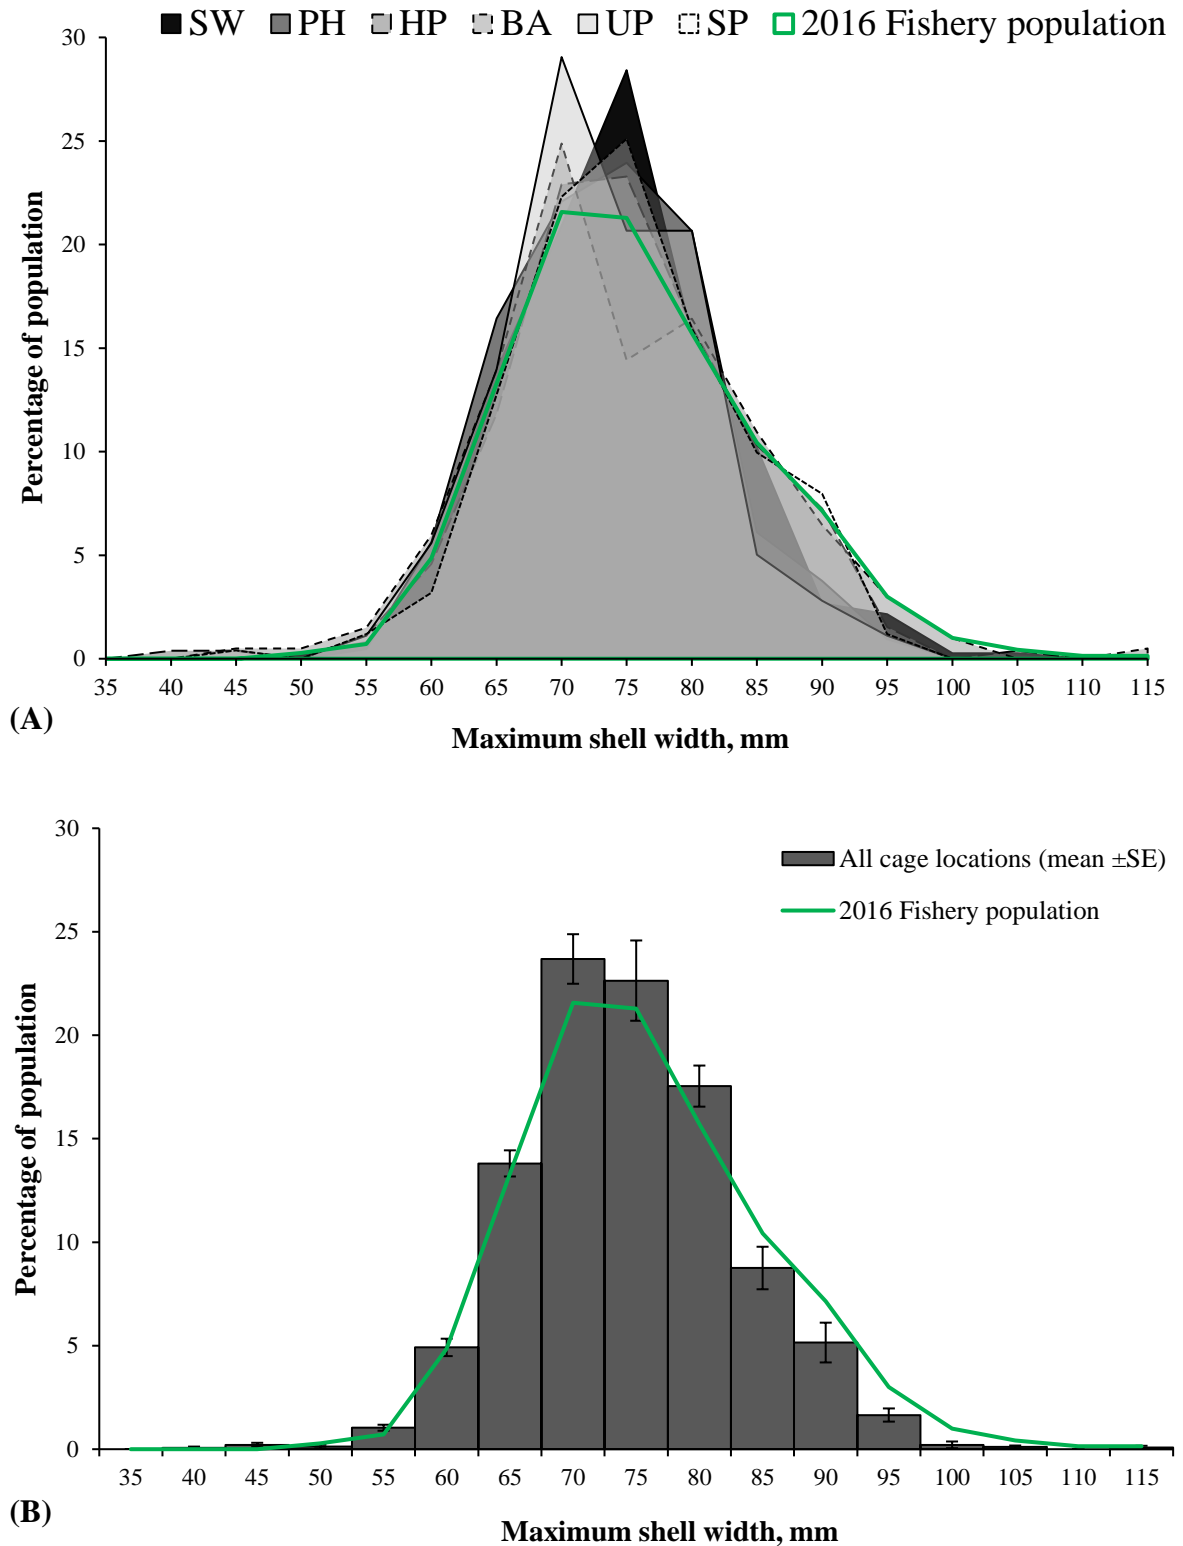 SW PH HP BA UP SP 2016 Fishery population
30
25
20
15
10
5
0
Percentage of population
35 40 45 50 55 60 65 70 75 80 85 90 95 100 105 110 115
(A)
Maximum shell width, mm
30
25
20
15
10
5
0
Percentage of population
All cage locations (mean ±SE)
2016 Fishery population
35 40 45 50 55 60 65 70 75 80 85 90 95 100 105 110 115
(B)
Maximum shell width, mm